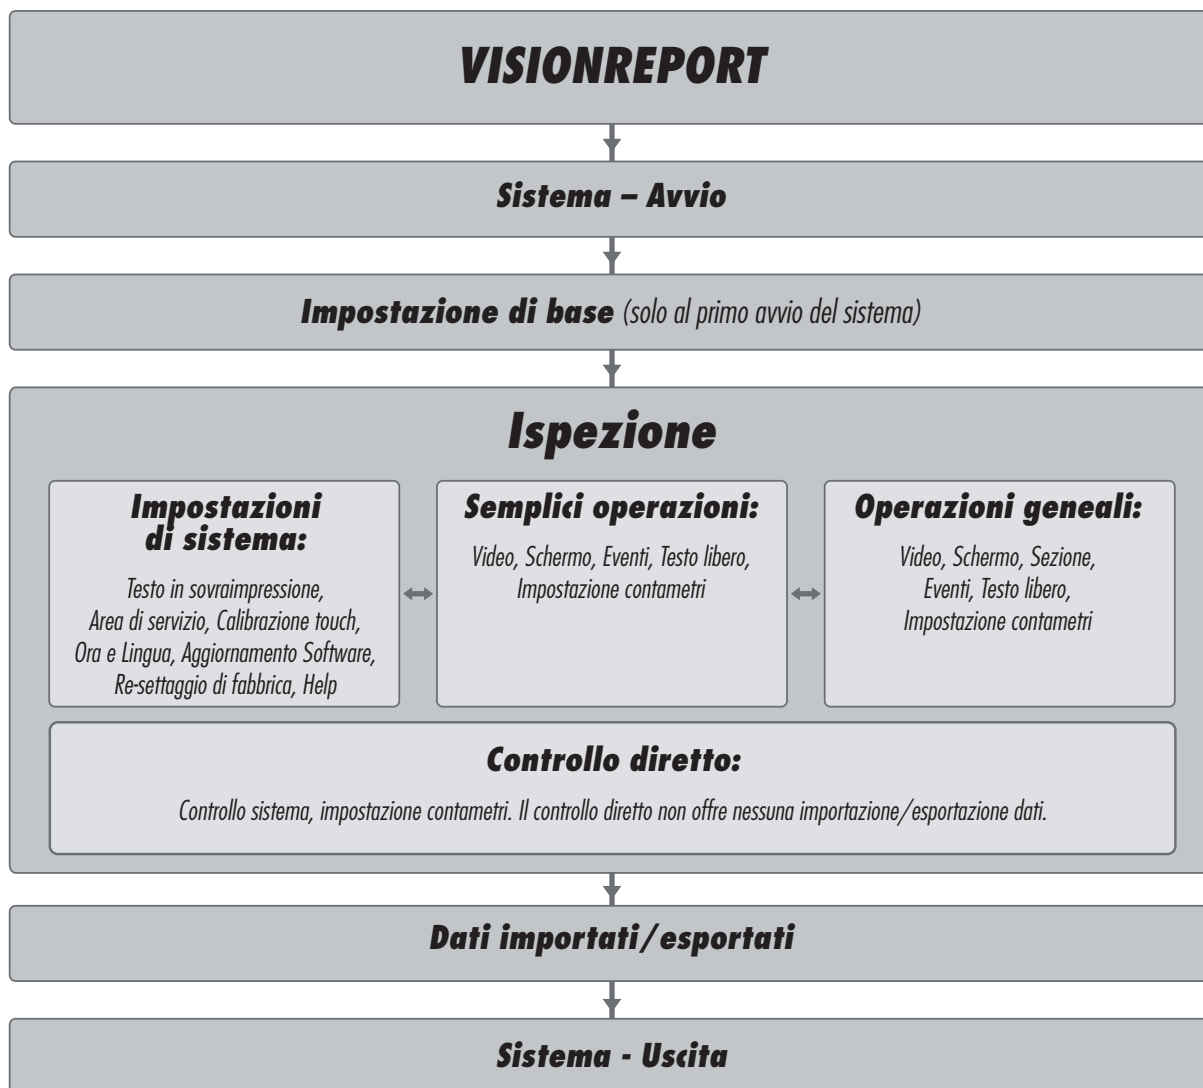 VISIONREPORT
Sistema – Avvio
Impostazione di base (solo al primo avvio del sistema)
Ispezione
Impostazioni
di sistema:
Testo in sovraimpressione,
Area di servizio, Calibrazione touch,
Ora e Lingua, Aggiornamento Software,
Re-settaggio di fabbrica, Help
Semplici operazioni:
Video, Schermo, Eventi, Testo libero,
Impostazione contametri
Operazioni geneali:
Video, Schermo, Sezione,
Eventi, Testo libero,
Impostazione contametri
Controllo diretto:
Controllo sistema, impostazione contametri. Il controllo diretto non offre nessuna importazione/esportazione dati.
Dati importati/esportati
Sistema - Uscita